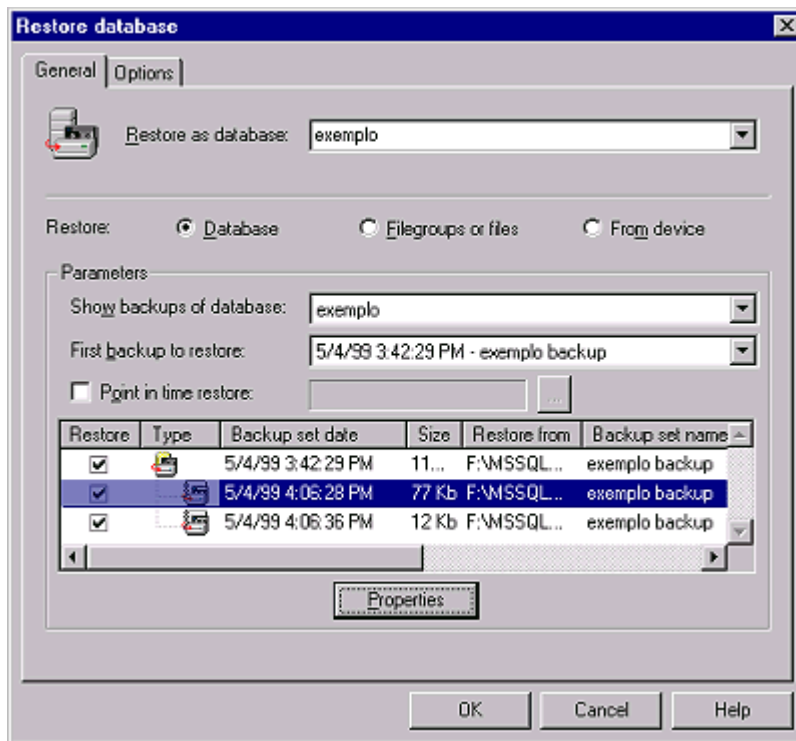 Restore database
General Options
Restore as database: exemplo
Restore: Database Filegroups or files From device
Parameters
Show backups of database: exemplo
First backup to restore: 5/4/99 3:42:29 PM - exemplo backup
Point in time restore: ...
Restore Type Backup set date Size Restore from Backup set name
5/4/99 3:42:29 PM 11... F:\MSSQL... exemplo backup
5/4/99 4:06:28 PM 77 Kb F:\MSSQL... exemplo backup
5/4/99 4:06:36 PM 12 Kb F:\MSSQL... exemplo backup
Properties
OK Cancel Help